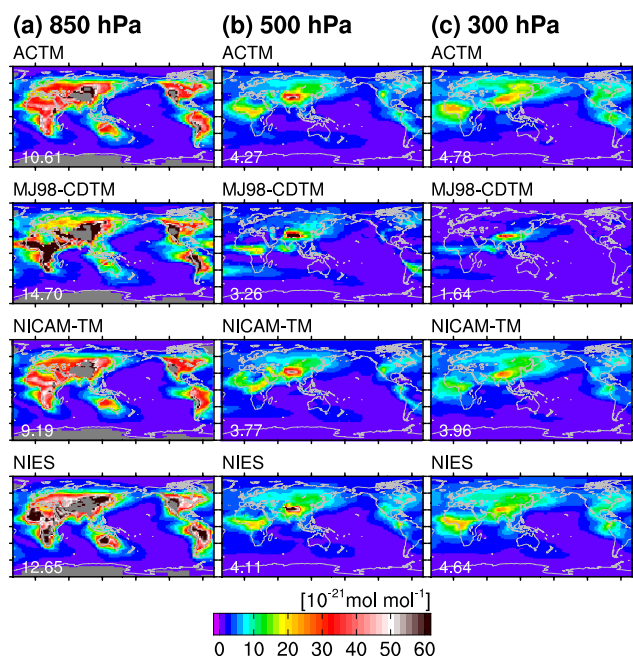 (a) 850 hPa (b) 500 hPa (c) 300 hPa
ACTM ACTM ACTM
10.61 4.27 4.78
MJ98-CDTM MJ98-CDTM MJ98-CDTM
14.70 3.26 1.64
NICAM-TM NICAM-TM NICAM-TM
9.19 3.77 3.96
NIES NIES NIES
12.65 4.11 4.64
[10⁻²¹mol mol⁻¹]
0 10 20 30 40 50 60